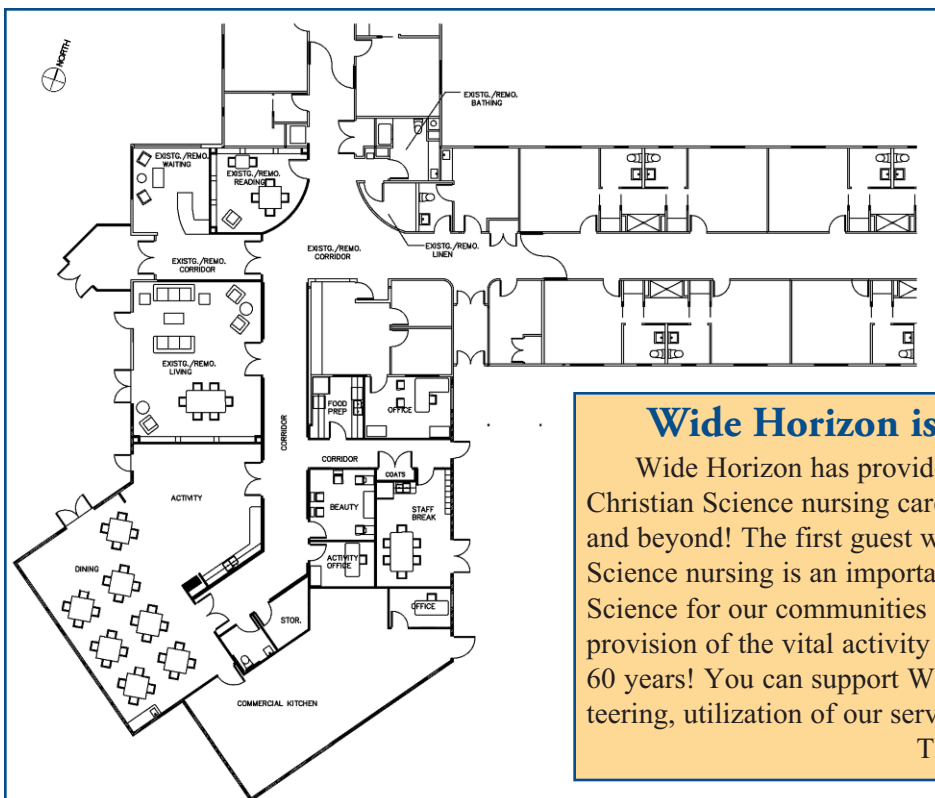 NORTH
EXISTG./REMO.
BATHING
EXISTG./REMO.
WAITING
EXISTG./REMO.
READING
EXISTG./REMO.
LINEN
EXISTG./REMO.
CORRIDOR
EXISTG./REMO.
CORRIDOR
EXISTG./REMO.
LIVING
FOOD
PREP
OFFICE
CORRIDOR
CORRIDOR
COATS
ACTIVITY
BEAUTY
STAFF
BREAK
DINING
ACTIVITY
OFFICE
OFFICE
STOR.
COMMERCIAL KITCHEN
Wide Horizon is
Wide Horizon has provide
Christian Science nursing car
and beyond! The first guest w
Science nursing is an importa
Science for our communities
provision of the vital activity
60 years! You can support W
teering, utilization of our serv
T